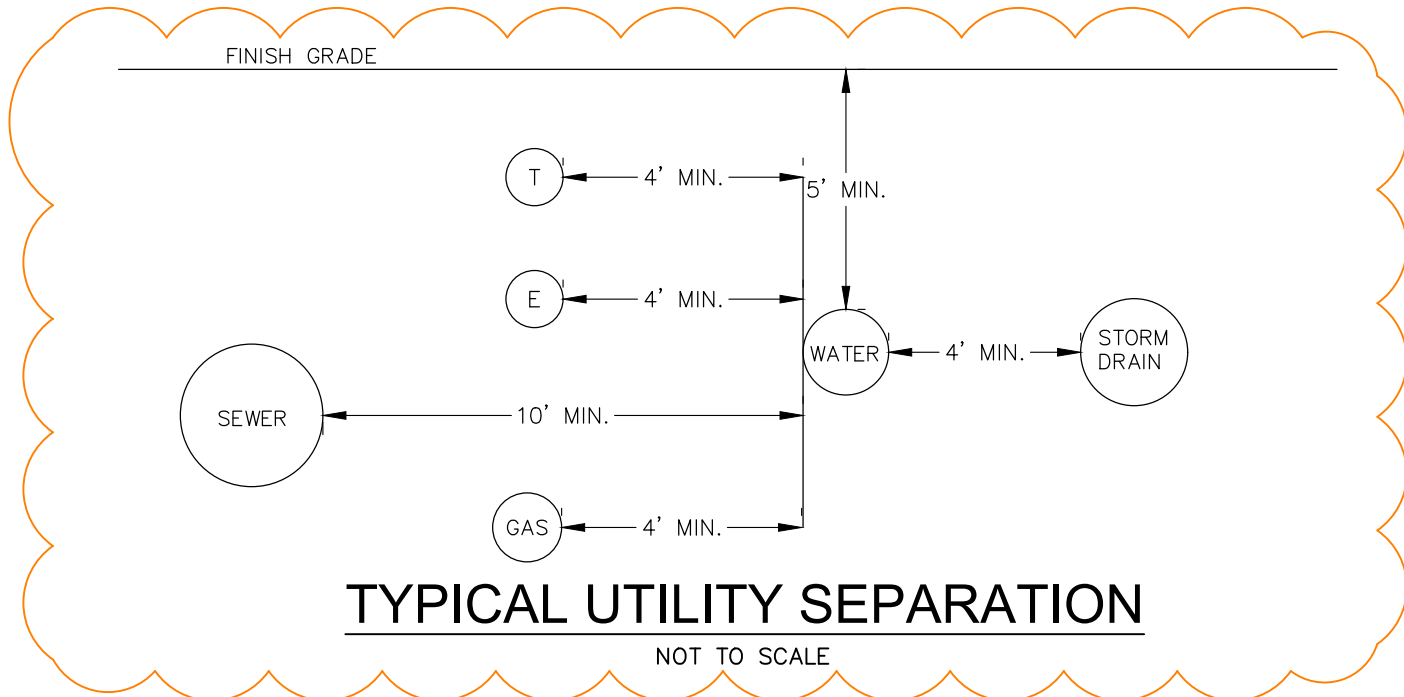 FINISH GRADE
T
4' MIN.
5' MIN.
E
4' MIN.
WATER
4' MIN.
STORM
DRAIN
SEWER
10' MIN.
GAS
4' MIN.
TYPICAL UTILITY SEPARATION
NOT TO SCALE